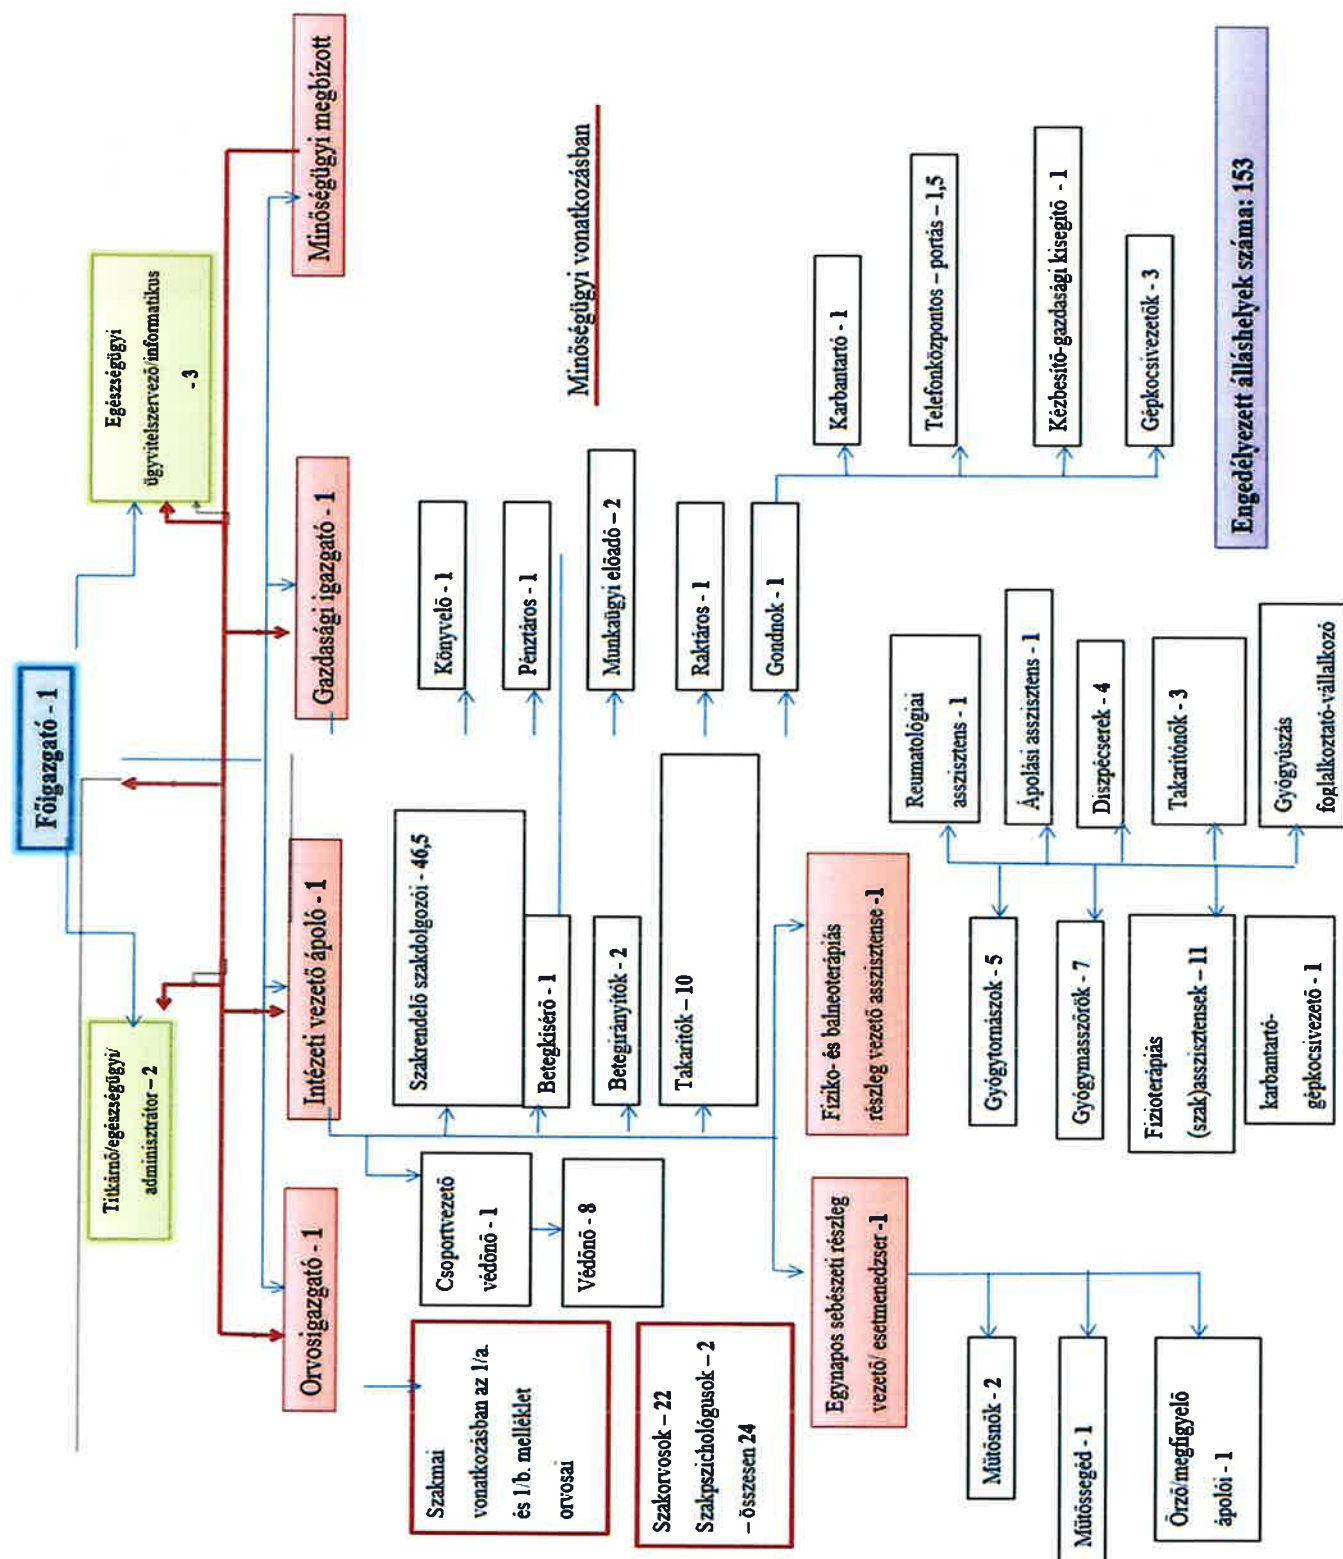 Főigazgató - 1
Titkárnő/egészségügyi/
adminisztrátor – 2
Egészségügyi
ügyvitelszervező/informatikus
- 3
Orvosigazgató - 1
Intézeti vezető ápoló - 1
Gazdasági igazgató - 1
Minőségügyi megbízott
Szakmai
vonatkozásban az 1/a.
és 1/b. melléklet
orvosai
Szakorvosok – 22
Szakpszichológusok – 2
– összesen 24
Csoportvezető
védőnő - 1
Védőnő - 8
Szakrendelő szakdolgozói - 46,5
Betegkísérő - 1
Betegirányítók - 2
Takarítók – 10
Könyvelő - 1
Pénztáros - 1
Munkaügyi előadó – 2
Raktáros - 1
Gondnok - 1
Minőségügyi vonatkozásban
Karbantartó - 1
Telefonközpontos – portás – 1,5
Kézbesítő-gazdasági kisegítő - 1
Gépkocsivezetők - 3
Egynapos sebészeti részleg
vezető/ esetmenedzser -1
Fiziko- és balneoterápiás
részleg vezető asszisztense -1
Műtősnők - 2
Műtőssegéd - 1
Őrző/megfigyelő
ápolói - 1
Gyógytornászok - 5
Gyógymasszőrök - 7
Fizioterápiás
(szak)asszisztensek – 11
karbantartó-
gépkocsivezető - 1
Reumatológiai
asszisztens - 1
Ápolási asszisztens - 1
Diszpécserek - 4
Takarítónők - 3
Gyógyúszás
foglalkoztató-vállalkozó
Engedélyezett álláshelyek száma: 153